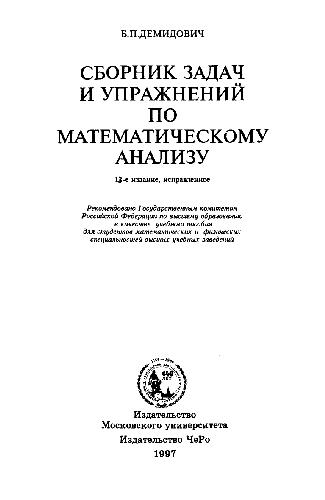 Б.П.ДЕМИДОВИЧ
СБОРНИК ЗАДАЧ
И УПРАЖНЕНИЙ
ПО
МАТЕМАТИЧЕСКОМУ
АНАЛИЗУ
13-е издание, исправленное
Рекомендовано Государственным комитетом
Российской Федерации по высшему образованию
в качестве учебного пособия
для студентов математических и физических
специальностей высших учебных заведений
Издательство
Московского университета
Издательство ЧеРо
1997